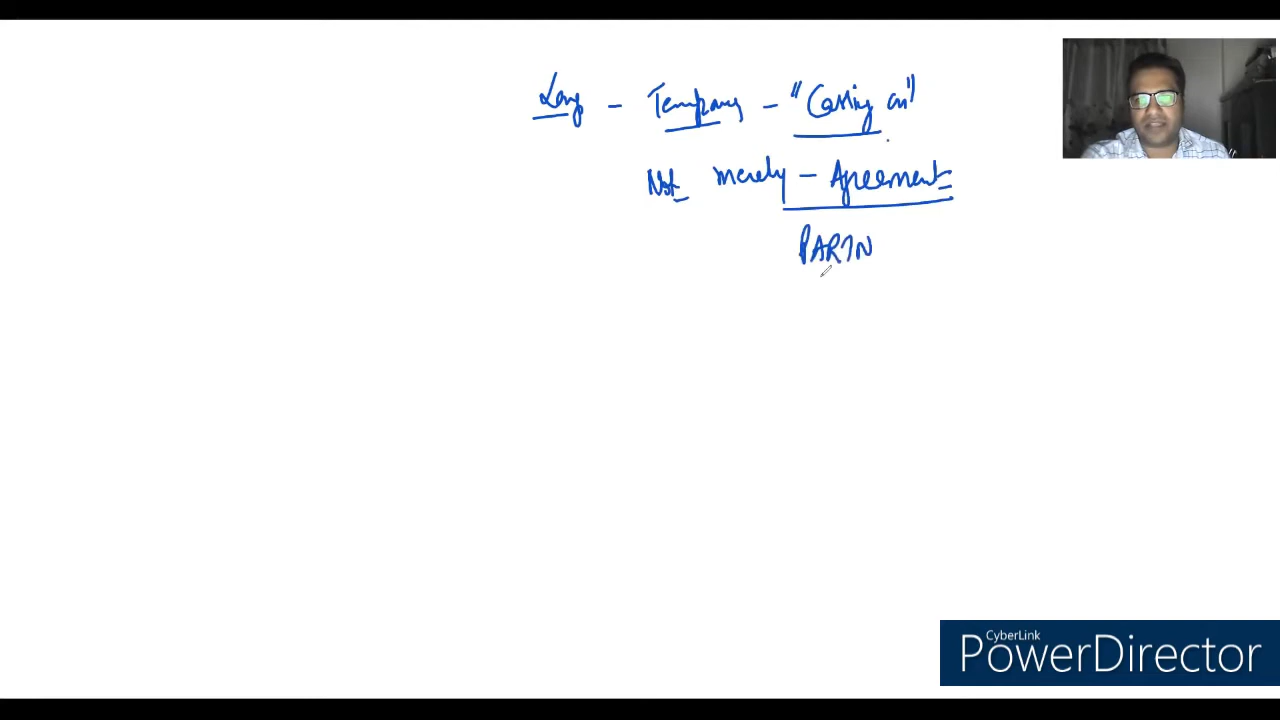 Long - Temporary - "Carrying on"
Not merely - Agreement
PARTN
CyberLink
PowerDirector